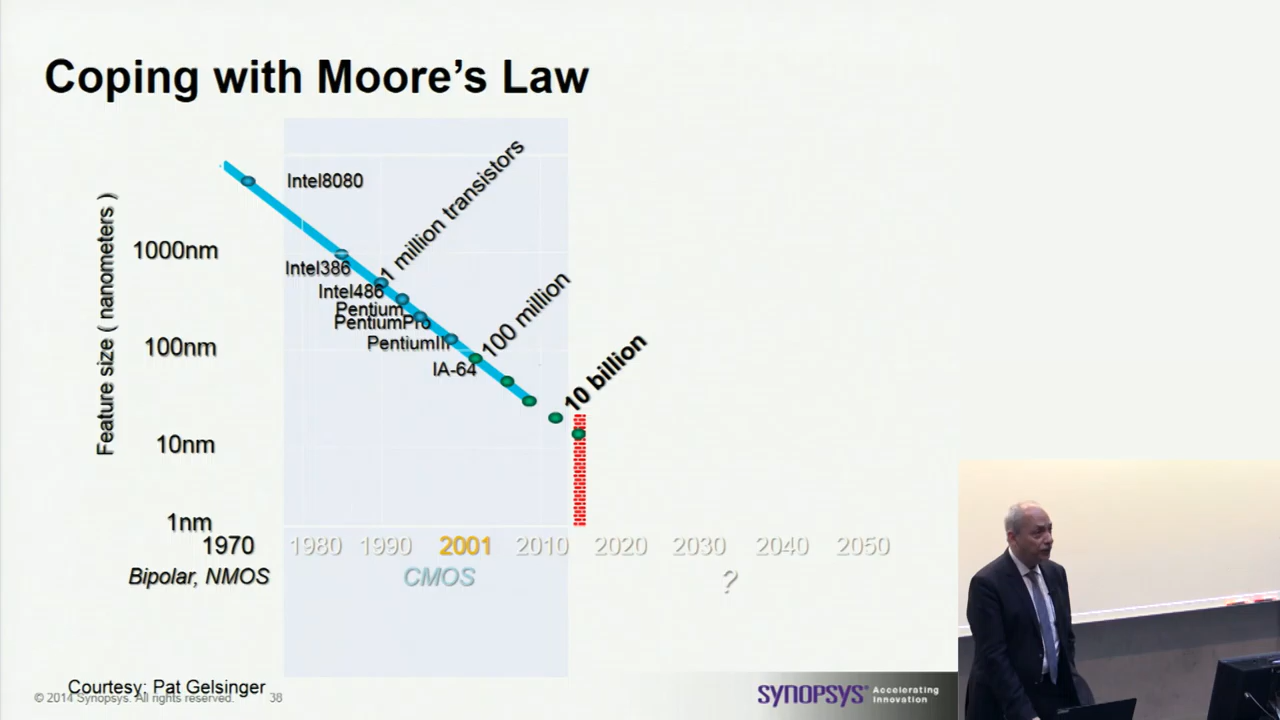 Coping with Moore's Law
Feature size ( nanometers )
1000nm
100nm
10nm
1nm
Intel8080
Intel386
Intel486
Pentium
PentiumPro
PentiumII
IA-64
1 million transistors
100 million
10 billion
1970 1980 1990 2001 2010 2020 2030 2040 2050
Bipolar, NMOS CMOS ?
Courtesy: Pat Gelsinger
© 2014 Synopsys. All rights reserved. 38
SYNOPSYS® Accelerating
Innovation